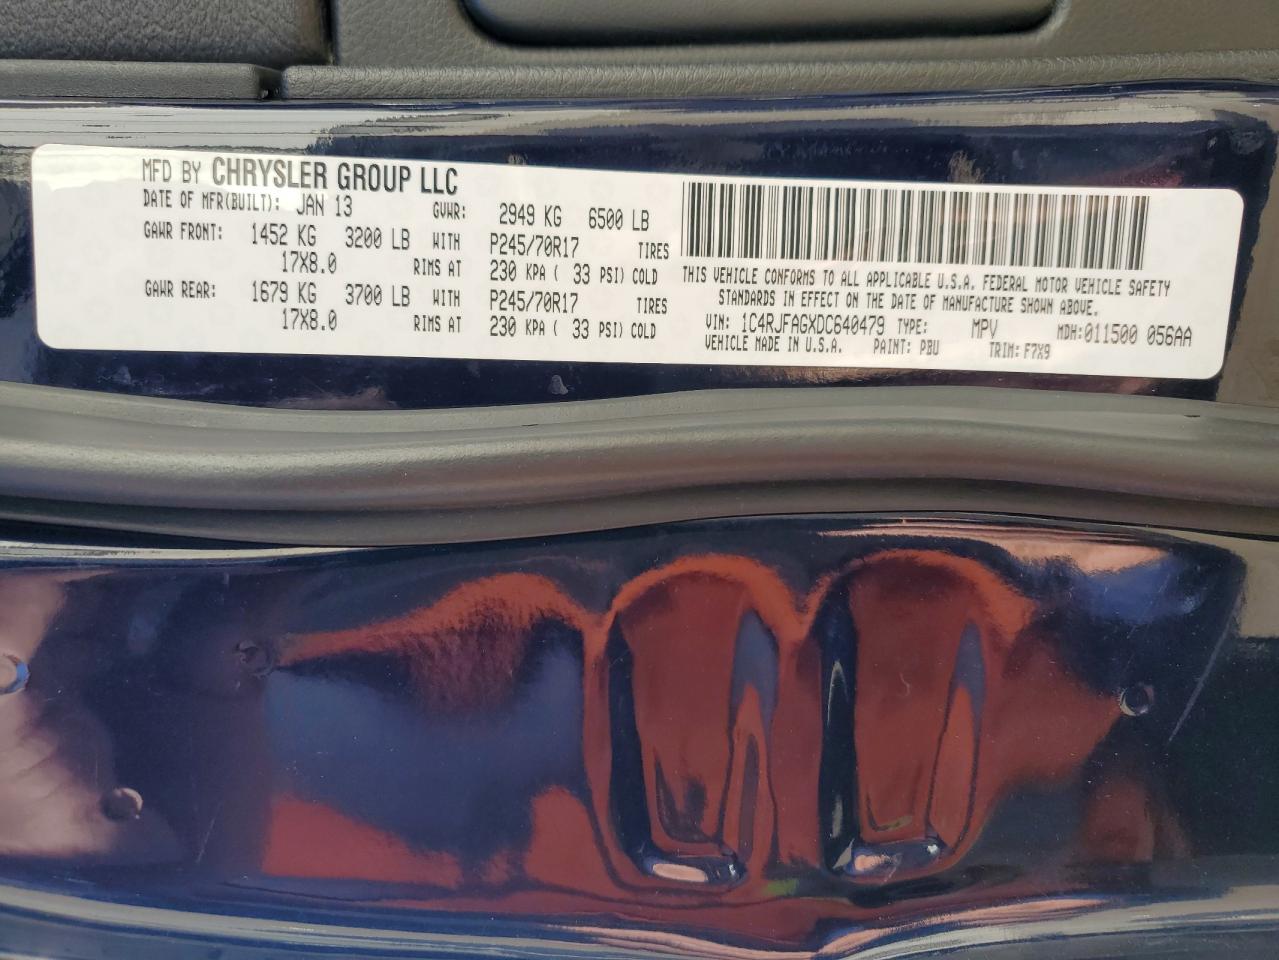 MFD BY CHRYSLER GROUP LLC
DATE OF MFR(BUILT): JAN 13 GVWR: 2949 KG 6500 LB
GAWR FRONT: 1452 KG 3200 LB WITH P245/70R17 TIRES
17X8.0 RIMS AT 230 KPA ( 33 PSI) COLD
GAWR REAR: 1679 KG 3700 LB WITH P245/70R17 TIRES
17X8.0 RIMS AT 230 KPA ( 33 PSI) COLD
THIS VEHICLE CONFORMS TO ALL APPLICABLE U.S.A. FEDERAL MOTOR VEHICLE SAFETY
STANDARDS IN EFFECT ON THE DATE OF MANUFACTURE SHOWN ABOVE.
VIN: 1C4RJFAGXDC640479 TYPE: MPV MDH:011500 056AA
VEHICLE MADE IN U.S.A. PAINT: PBU TRIM: F7X9